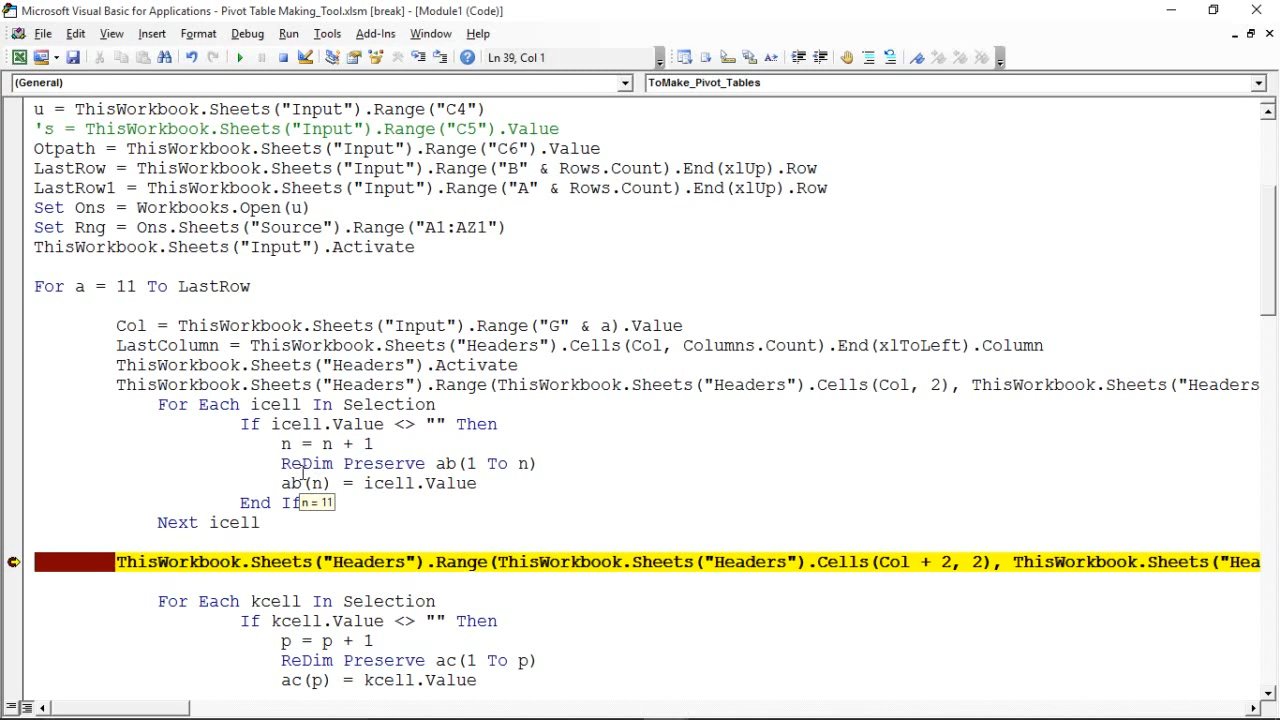 Microsoft Visual Basic for Applications - Pivot Table Making_Tool.xlsm [break] - [Module1 (Code)]
File Edit View Insert Format Debug Run Tools Add-Ins Window Help
Ln 39, Col 1
(General) ToMake_Pivot_Tables
u = ThisWorkbook.Sheets("Input").Range("C4")
's = ThisWorkbook.Sheets("Input").Range("C5").Value
Otpath = ThisWorkbook.Sheets("Input").Range("C6").Value
LastRow = ThisWorkbook.Sheets("Input").Range("B" & Rows.Count).End(xlUp).Row
LastRow1 = ThisWorkbook.Sheets("Input").Range("A" & Rows.Count).End(xlUp).Row
Set Ons = Workbooks.Open(u)
Set Rng = Ons.Sheets("Source").Range("A1:AZ1")
ThisWorkbook.Sheets("Input").Activate
For a = 11 To LastRow
Col = ThisWorkbook.Sheets("Input").Range("G" & a).Value
LastColumn = ThisWorkbook.Sheets("Headers").Cells(Col, Columns.Count).End(xlToLeft).Column
ThisWorkbook.Sheets("Headers").Activate
ThisWorkbook.Sheets("Headers").Range(ThisWorkbook.Sheets("Headers").Cells(Col, 2), ThisWorkbook.Sheets("Headers
For Each icell In Selection
If icell.Value <> "" Then
n = n + 1
ReDim Preserve ab(1 To n)
ab(n) = icell.Value
End If n = 11
Next icell
ThisWorkbook.Sheets("Headers").Range(ThisWorkbook.Sheets("Headers").Cells(Col + 2, 2), ThisWorkbook.Sheets("Hea
For Each kcell In Selection
If kcell.Value <> "" Then
p = p + 1
ReDim Preserve ac(1 To p)
ac(p) = kcell.Value